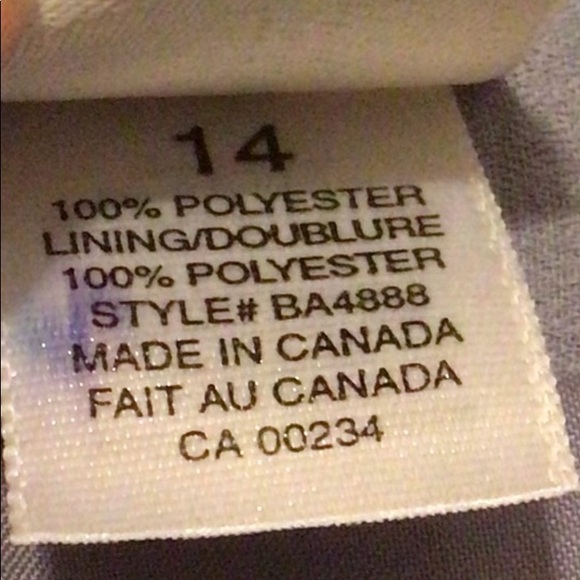 14
100% POLYESTER
LINING/DOUBLURE
100% POLYESTER
STYLE# BA4888
MADE IN CANADA
FAIT AU CANADA
CA 00234